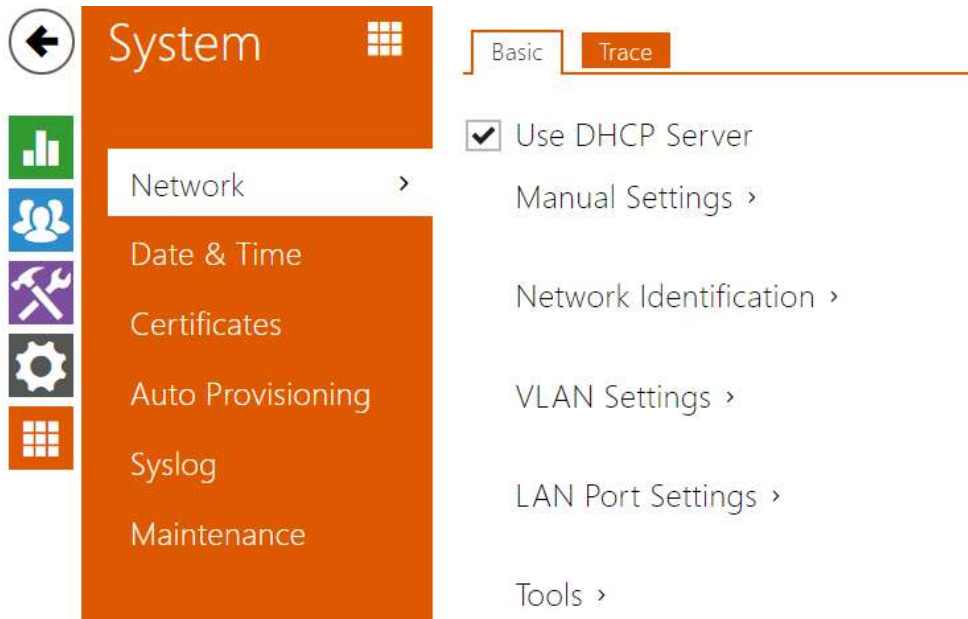 System
Network
Date & Time
Certificates
Auto Provisioning
Syslog
Maintenance
Basic
Trace
Use DHCP Server
Manual Settings ›
Network Identification ›
VLAN Settings ›
LAN Port Settings ›
Tools ›